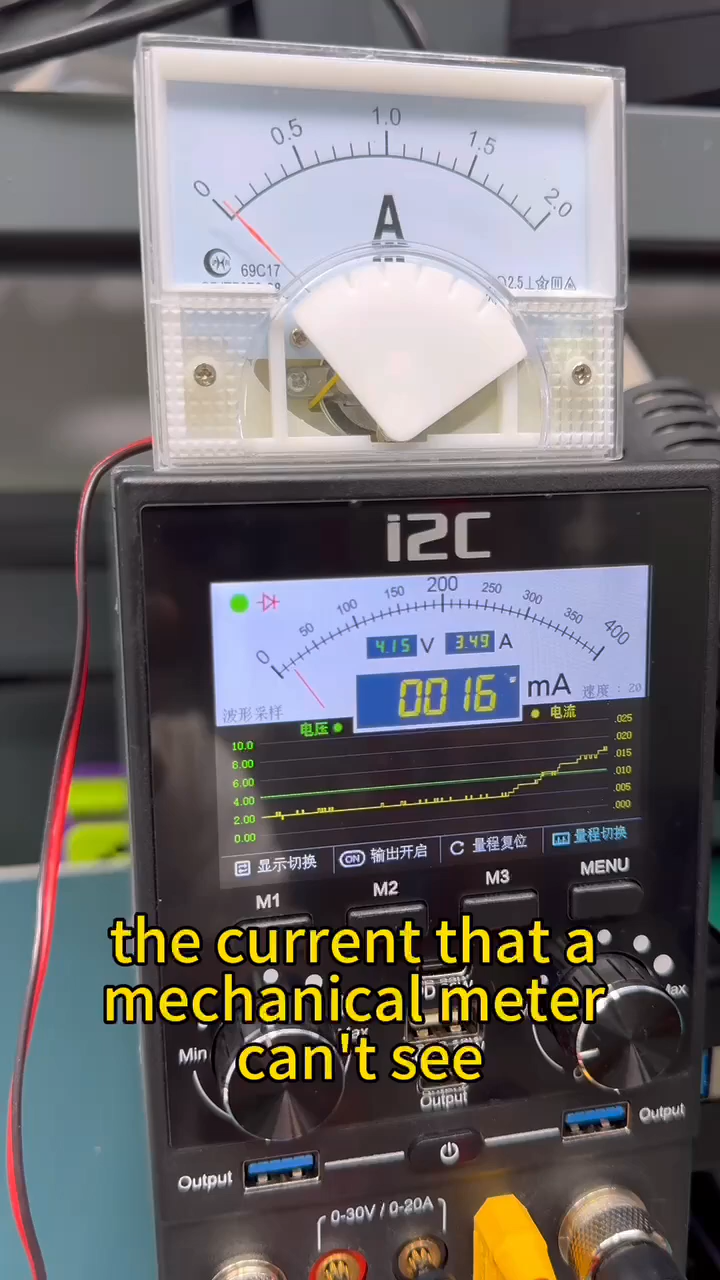 0 0.5 1.0 1.5 2.0
A
69C17
2.5
i2C
0 50 100 150 200 250 300 350 400
4.15 V 3.49 A
0016 mA
速度：20
波形采样
电压 电流
10.0
8.00
6.00
4.00
2.00
0.00
.025
.020
.015
.010
.005
.000
显示切换 ON 输出开启 量程复位 量程切换
M1 M2 M3 MENU
the current that a
mechanical meter
can't see
Min Max
Output
Output
Output
0-30V / 0-20A